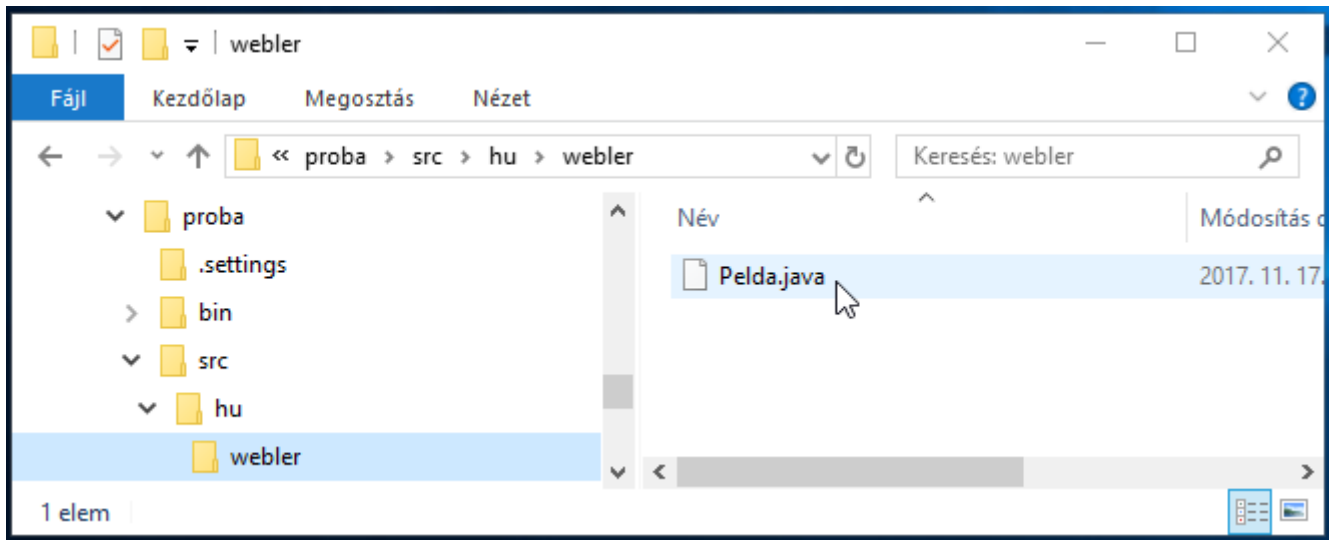 webler
Fájl Kezdőlap Megosztás Nézet ?
« proba > src > hu > webler Keresés: webler
proba
.settings
bin
src
hu
webler
Név Módosítás d
Pelda.java 2017. 11. 17.
1 elem